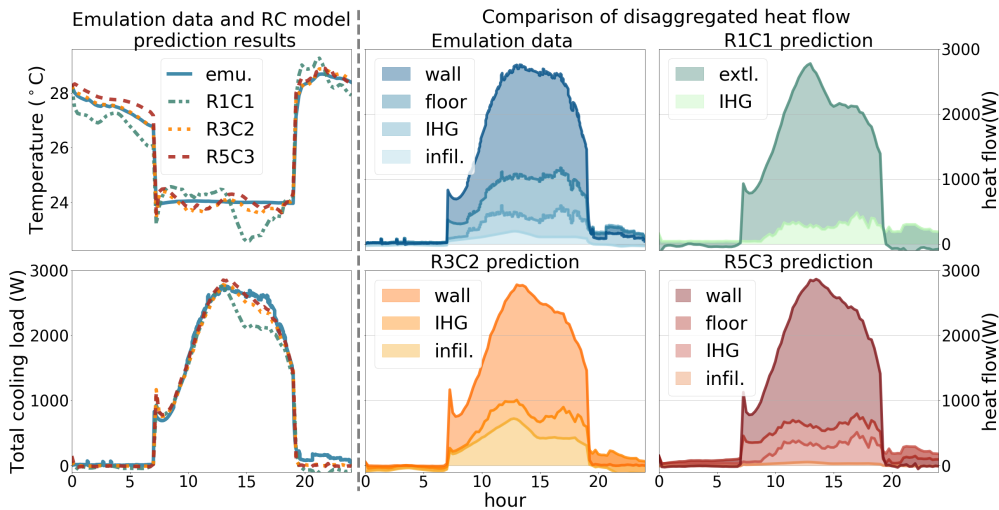 Emulation data and RC model
prediction results
Comparison of disaggregated heat flow
Emulation data
R1C1 prediction
Temperature (°C)
28
26
24
emu.
R1C1
R3C2
R5C3
wall
floor
IHG
infil.
extl.
IHG
3000
2000
1000
0
heat flow(W)
R3C2 prediction
R5C3 prediction
Total cooling load (W)
3000
2000
1000
0
0 5 10 15 20
wall
IHG
infil.
0 5 10 15 20
wall
floor
IHG
infil.
0 5 10 15 20
3000
2000
1000
0
heat flow(W)
hour